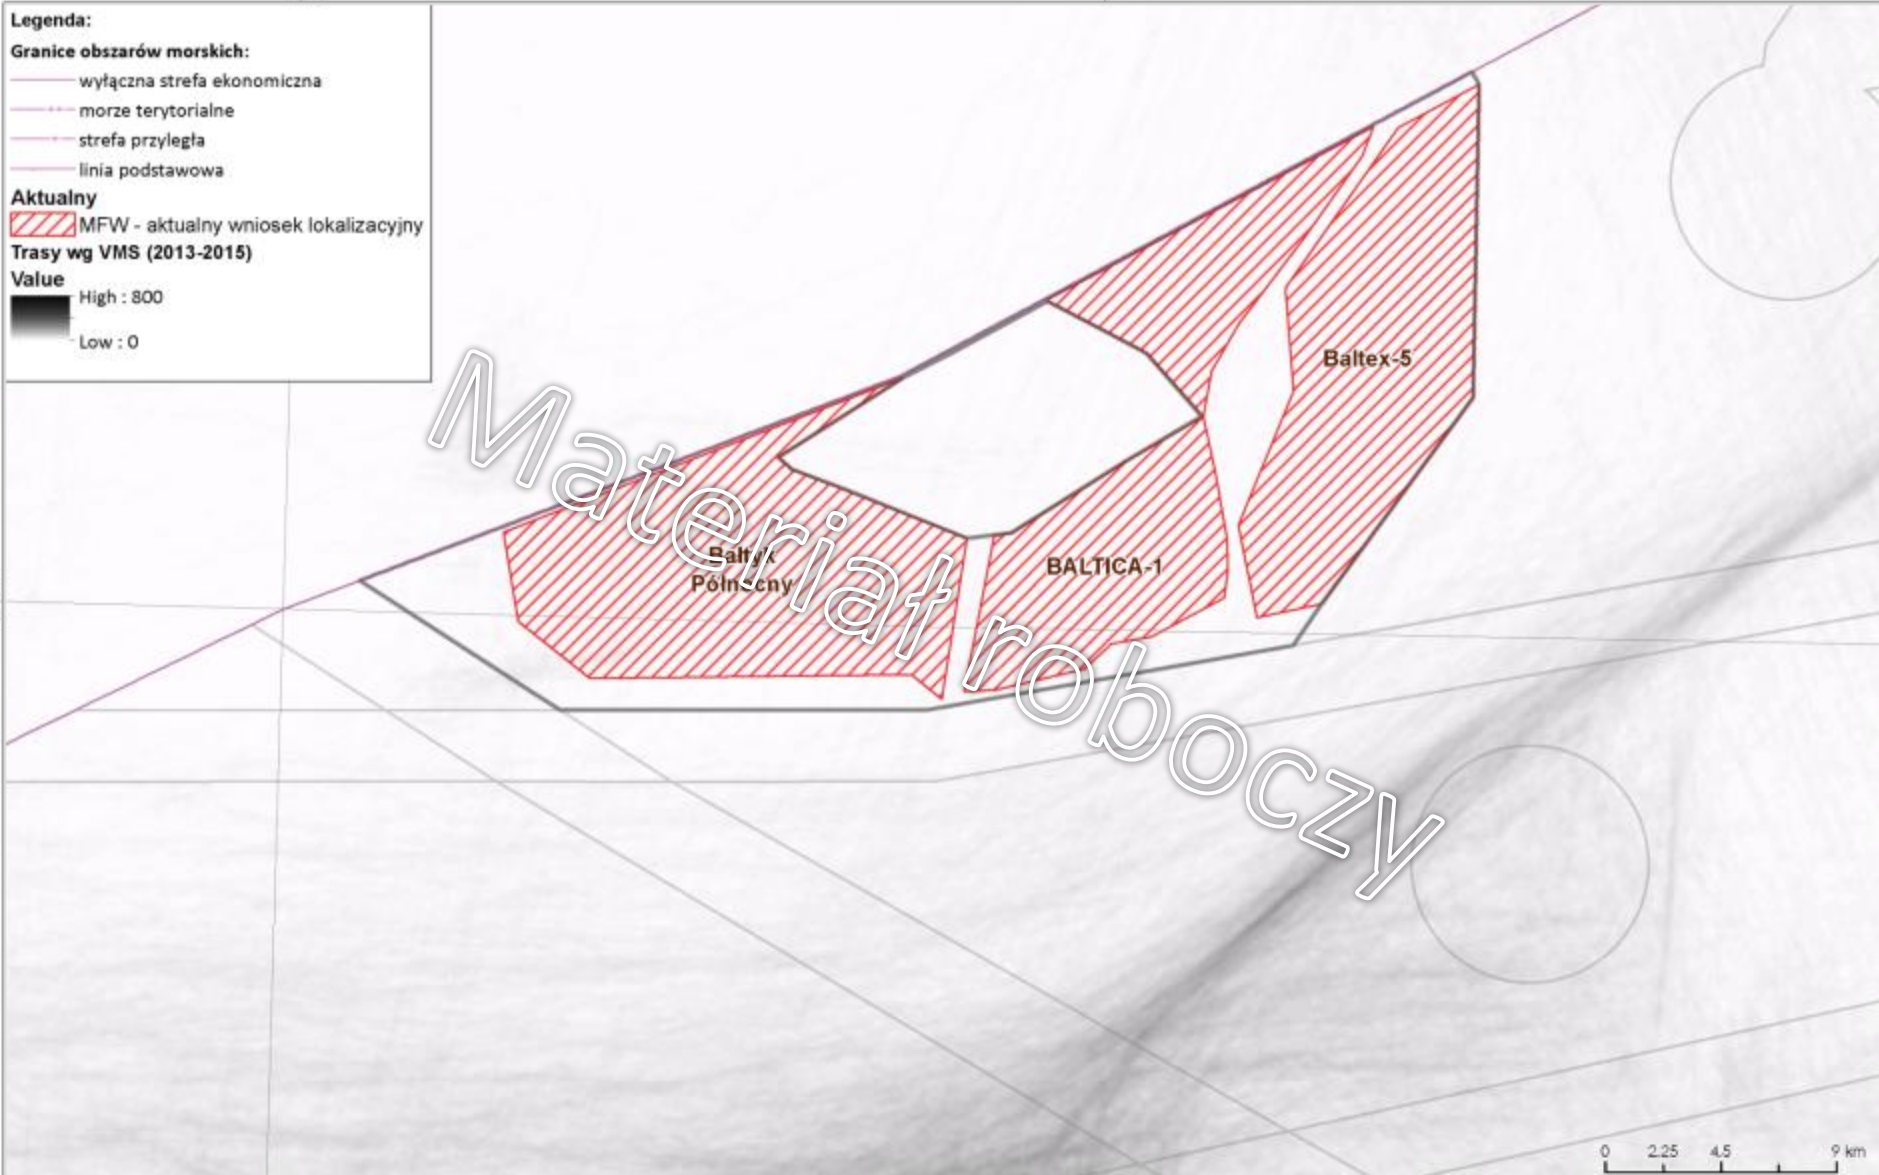 Legenda:
Granice obszarów morskich:
wyłączna strefa ekonomiczna
morze terytorialne
strefa przyległa
linia podstawowa
Aktualny
MFW - aktualny wniosek lokalizacyjny
Trasy wg VMS (2013-2015)
Value
High : 800
Low : 0
Baltex-5
Bałtyk
Północny
BALTICA-1
Materiał roboczy
0 2.25 4.5 9 km